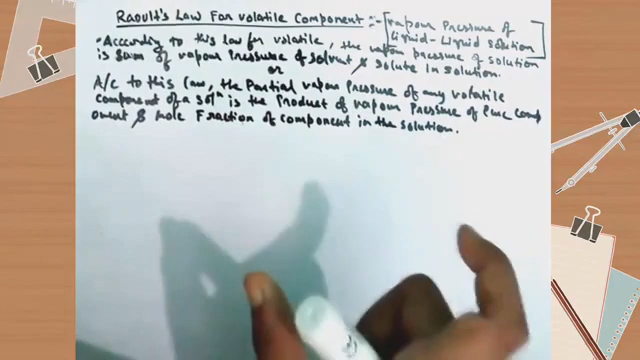 Raoult's Law For Volatile Component :- [vapour Pressure of
liquid-liquid solution]
- According to this law for volatile, the vapour pressure of solution
is sum of vapour Pressure of solvent & solute in solution.
or
A/c to this law, the Partial vapour Pressure of any volatile
component of a solⁿ is the Product of vapour Pressure of Pure Comp
onent & mole Fraction of component in the solution.